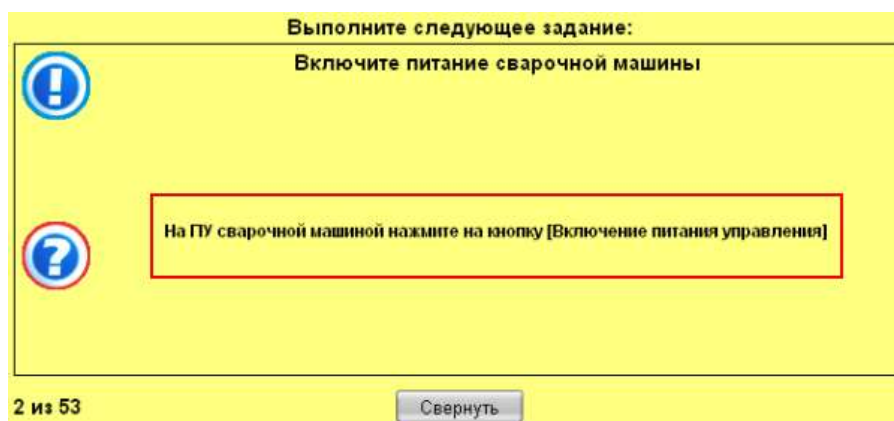 Выполните следующее задание:
Включите питание сварочной машины
На ПУ сварочной машиной нажмите на кнопку [Включение питания управления]
2 из 53
Свернуть